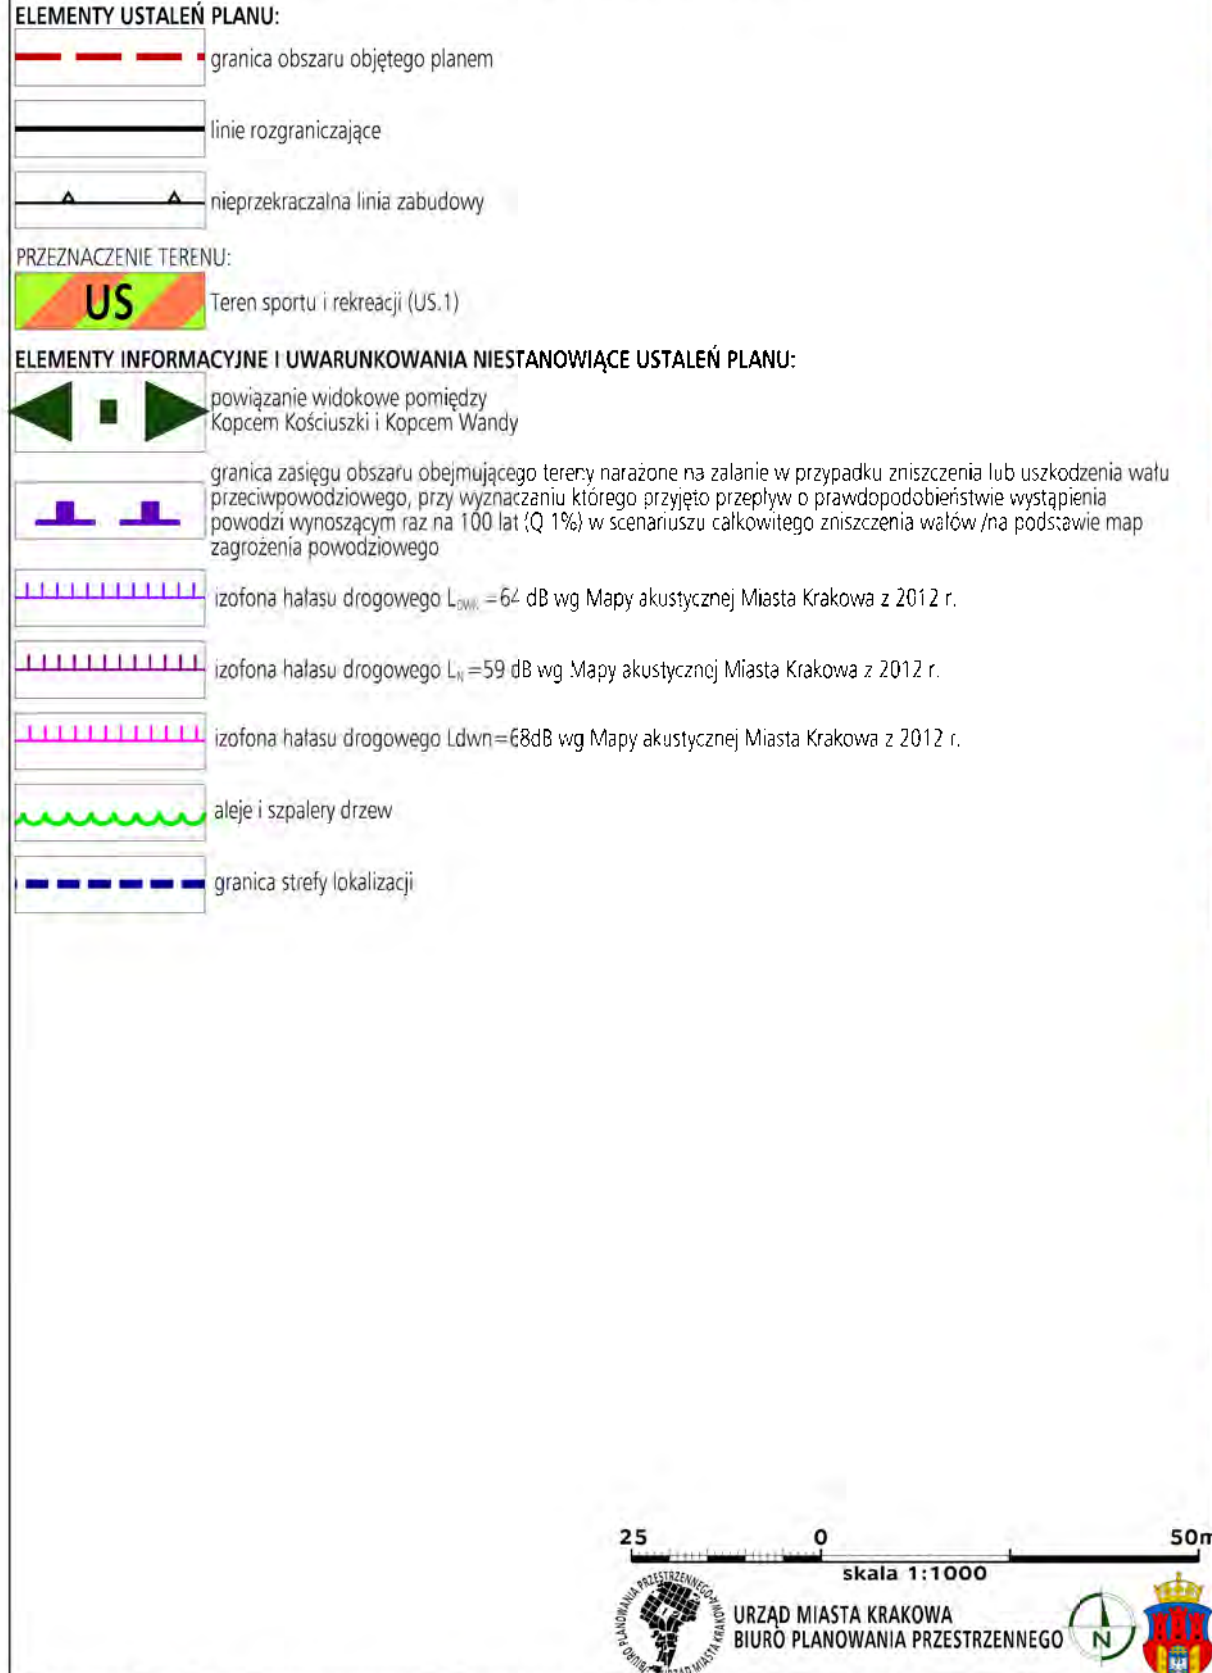 ELEMENTY USTALEŃ PLANU:
granica obszaru objętego planem
linie rozgraniczające
nieprzekraczalna linia zabudowy
PRZEZNACZENIE TERENU:
US
Teren sportu i rekreacji (US.1)
ELEMENTY INFORMACYJNE I UWARUNKOWANIA NIESTANOWIĄCE USTALEŃ PLANU:
powiązanie widokowe pomiędzy
Kopcem Kościuszki i Kopcem Wandy
granica zasięgu obszaru obejmującego tereny narażone na zalanie w przypadku zniszczenia lub uszkodzenia wału
przeciwpowodziowego, przy wyznaczaniu którego przyjęto przepływ o prawdopodobieństwie wystąpienia
powodzi wynoszącym raz na 100 lat (Q 1%) w scenariuszu całkowitego zniszczenia wałów /na podstawie map
zagrożenia powodziowego
izofona hałasu drogowego L =64 dB wg Mapy akustycznej Miasta Krakowa z 2012 r.
izofona hałasu drogowego LN =59 dB wg Mapy akustycznej Miasta Krakowa z 2012 r.
izofona hałasu drogowego Ldwn=68dB wg Mapy akustycznej Miasta Krakowa z 2012 r.
aleje i szpalery drzew
granica strefy lokalizacji
25 0 50m
skala 1:1000
URZĄD MIASTA KRAKOWA
BIURO PLANOWANIA PRZESTRZENNEGO
N